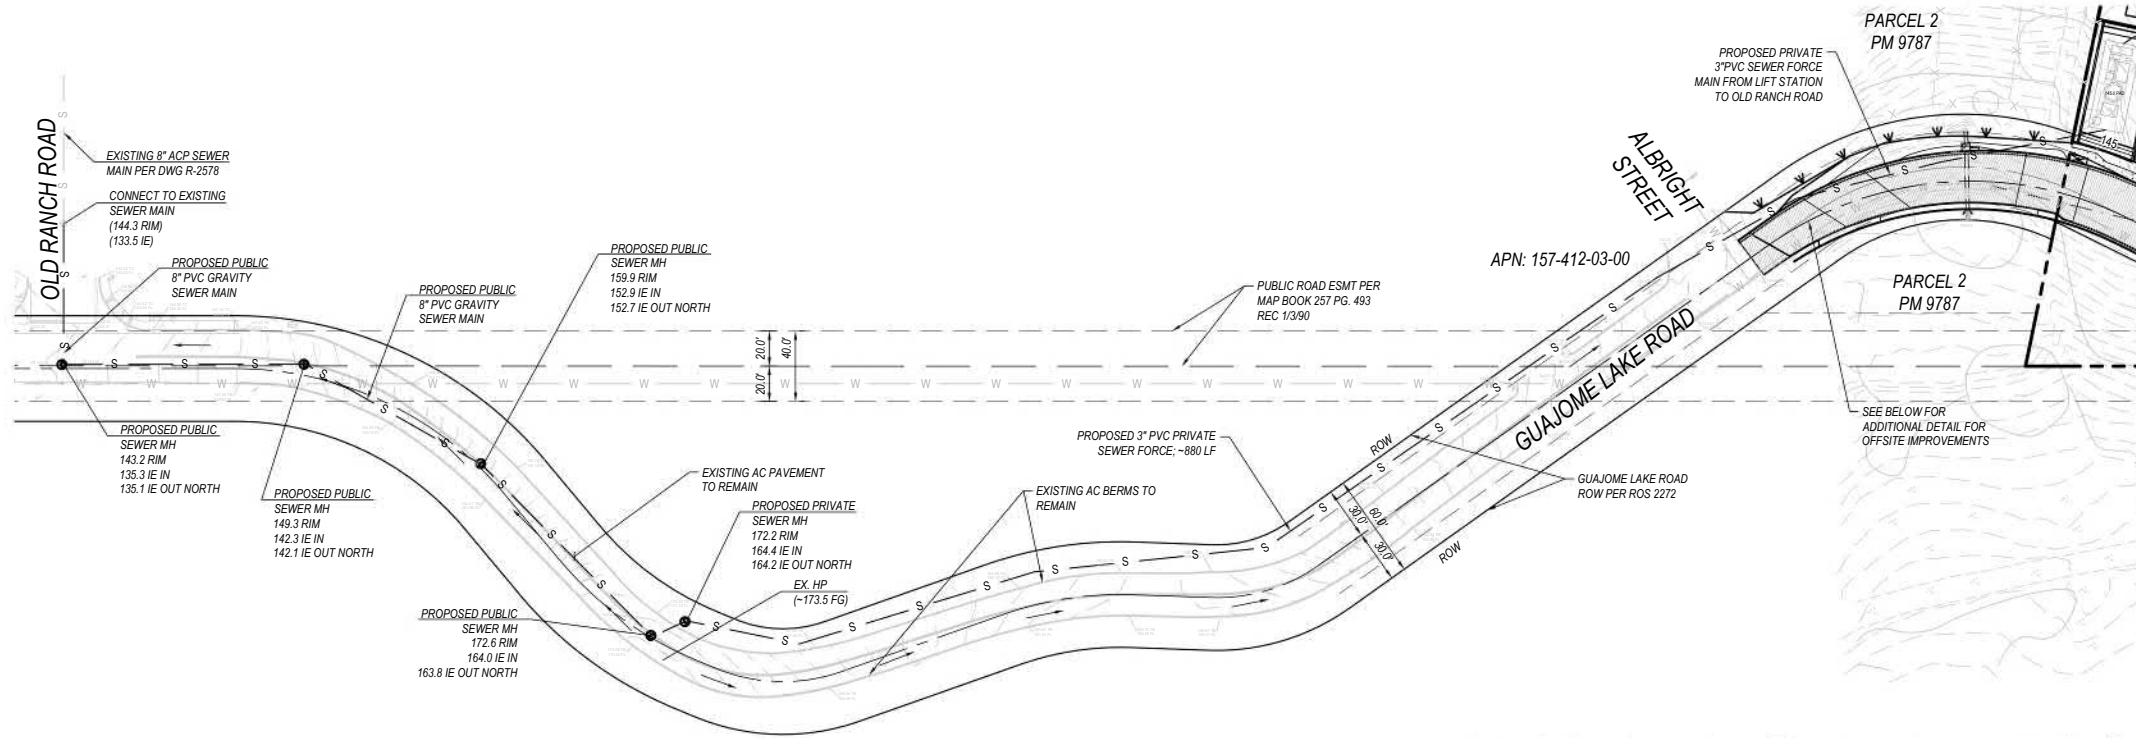 OLD RANCH ROAD
EXISTING 8" ACP SEWER
MAIN PER DWG R-2578
CONNECT TO EXISTING
SEWER MAIN
(144.3 RIM)
(133.5 IE)
PROPOSED PUBLIC
8" PVC GRAVITY
SEWER MAIN
PROPOSED PUBLIC
8" PVC GRAVITY
SEWER MAIN
PROPOSED PUBLIC
SEWER MH
159.9 RIM
152.9 IE IN
152.7 IE OUT NORTH
PROPOSED PUBLIC
SEWER MH
143.2 RIM
135.3 IE IN
135.1 IE OUT NORTH
PROPOSED PUBLIC
SEWER MH
149.3 RIM
142.3 IE IN
142.1 IE OUT NORTH
EXISTING AC PAVEMENT
TO REMAIN
PROPOSED PRIVATE
SEWER MH
172.2 RIM
164.4 IE IN
164.2 IE OUT NORTH
EX. HP
(~173.5 FG)
PROPOSED PUBLIC
SEWER MH
172.6 RIM
164.0 IE IN
163.8 IE OUT NORTH
20.0'
20.0'
40.0'
EXISTING AC BERMS TO
REMAIN
PROPOSED 3" PVC PRIVATE
SEWER FORCE; ~880 LF
PUBLIC ROAD ESMT PER
MAP BOOK 257 PG. 493
REC 1/3/90
ROW
30.0'
60.0'
30.0'
ROW
GUAJOME LAKE ROAD
GUAJOME LAKE ROAD
ROW PER ROS 2272
APN: 157-412-03-00
ALBRIGHT
STREET
PROPOSED PRIVATE
3"PVC SEWER FORCE
MAIN FROM LIFT STATION
TO OLD RANCH ROAD
PARCEL 2
PM 9787
145
PARCEL 2
PM 9787
SEE BELOW FOR
ADDITIONAL DETAIL FOR
OFFSITE IMPROVEMENTS